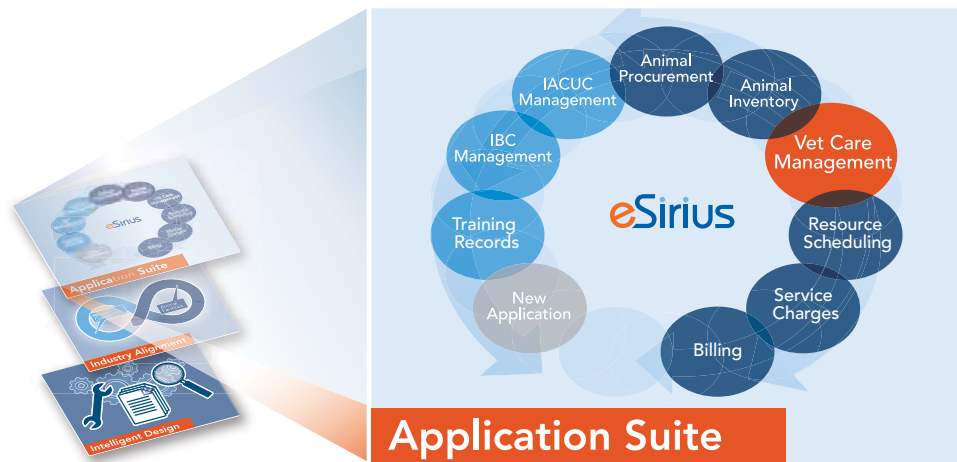 Animal
Procurement
Animal
Inventory
Vet Care
Management
Resource
Scheduling
Service
Charges
Billing
New
Application
Training
Records
IBC
Management
IACUC
Management
eSirius
Application Suite
eSirius
Application Suite
Industry Alignment
Intelligent Design